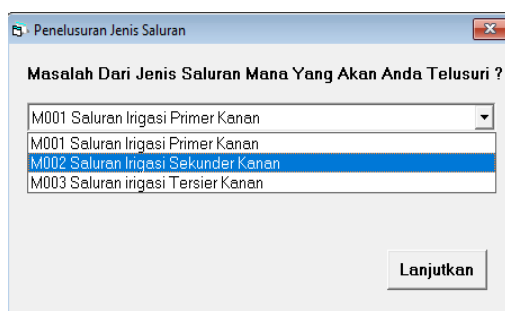 Penelusuran Jenis Saluran
Masalah Dari Jenis Saluran Mana Yang Akan Anda Telusuri ?
M001 Saluran Irigasi Primer Kanan
M001 Saluran Irigasi Primer Kanan
M002 Saluran Irigasi Sekunder Kanan
M003 Saluran irigasi Tersier Kanan
Lanjutkan